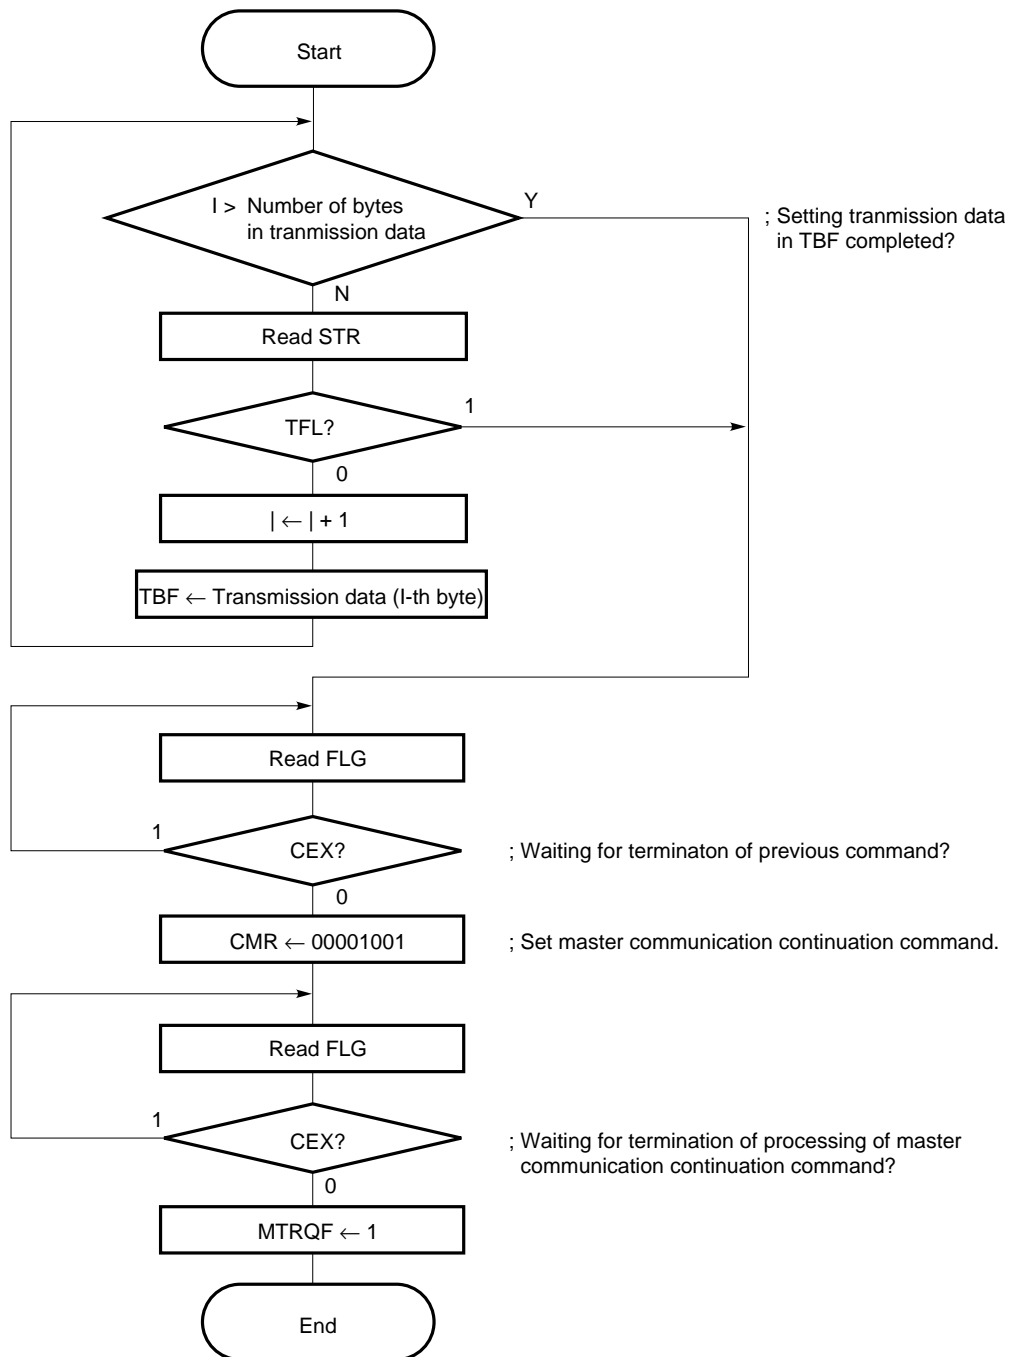 Start
I > Number of bytes
in tranmission data
Y
; Setting tranmission data
in TBF completed?
N
Read STR
TFL?
1
0
| ← | + 1
TBF ← Transmission data (I-th byte)
Read FLG
1
CEX?
; Waiting for terminaton of previous command?
0
CMR ← 00001001
; Set master communication continuation command.
Read FLG
1
CEX?
; Waiting for termination of processing of master
communication continuation command?
0
MTRQF ← 1
End